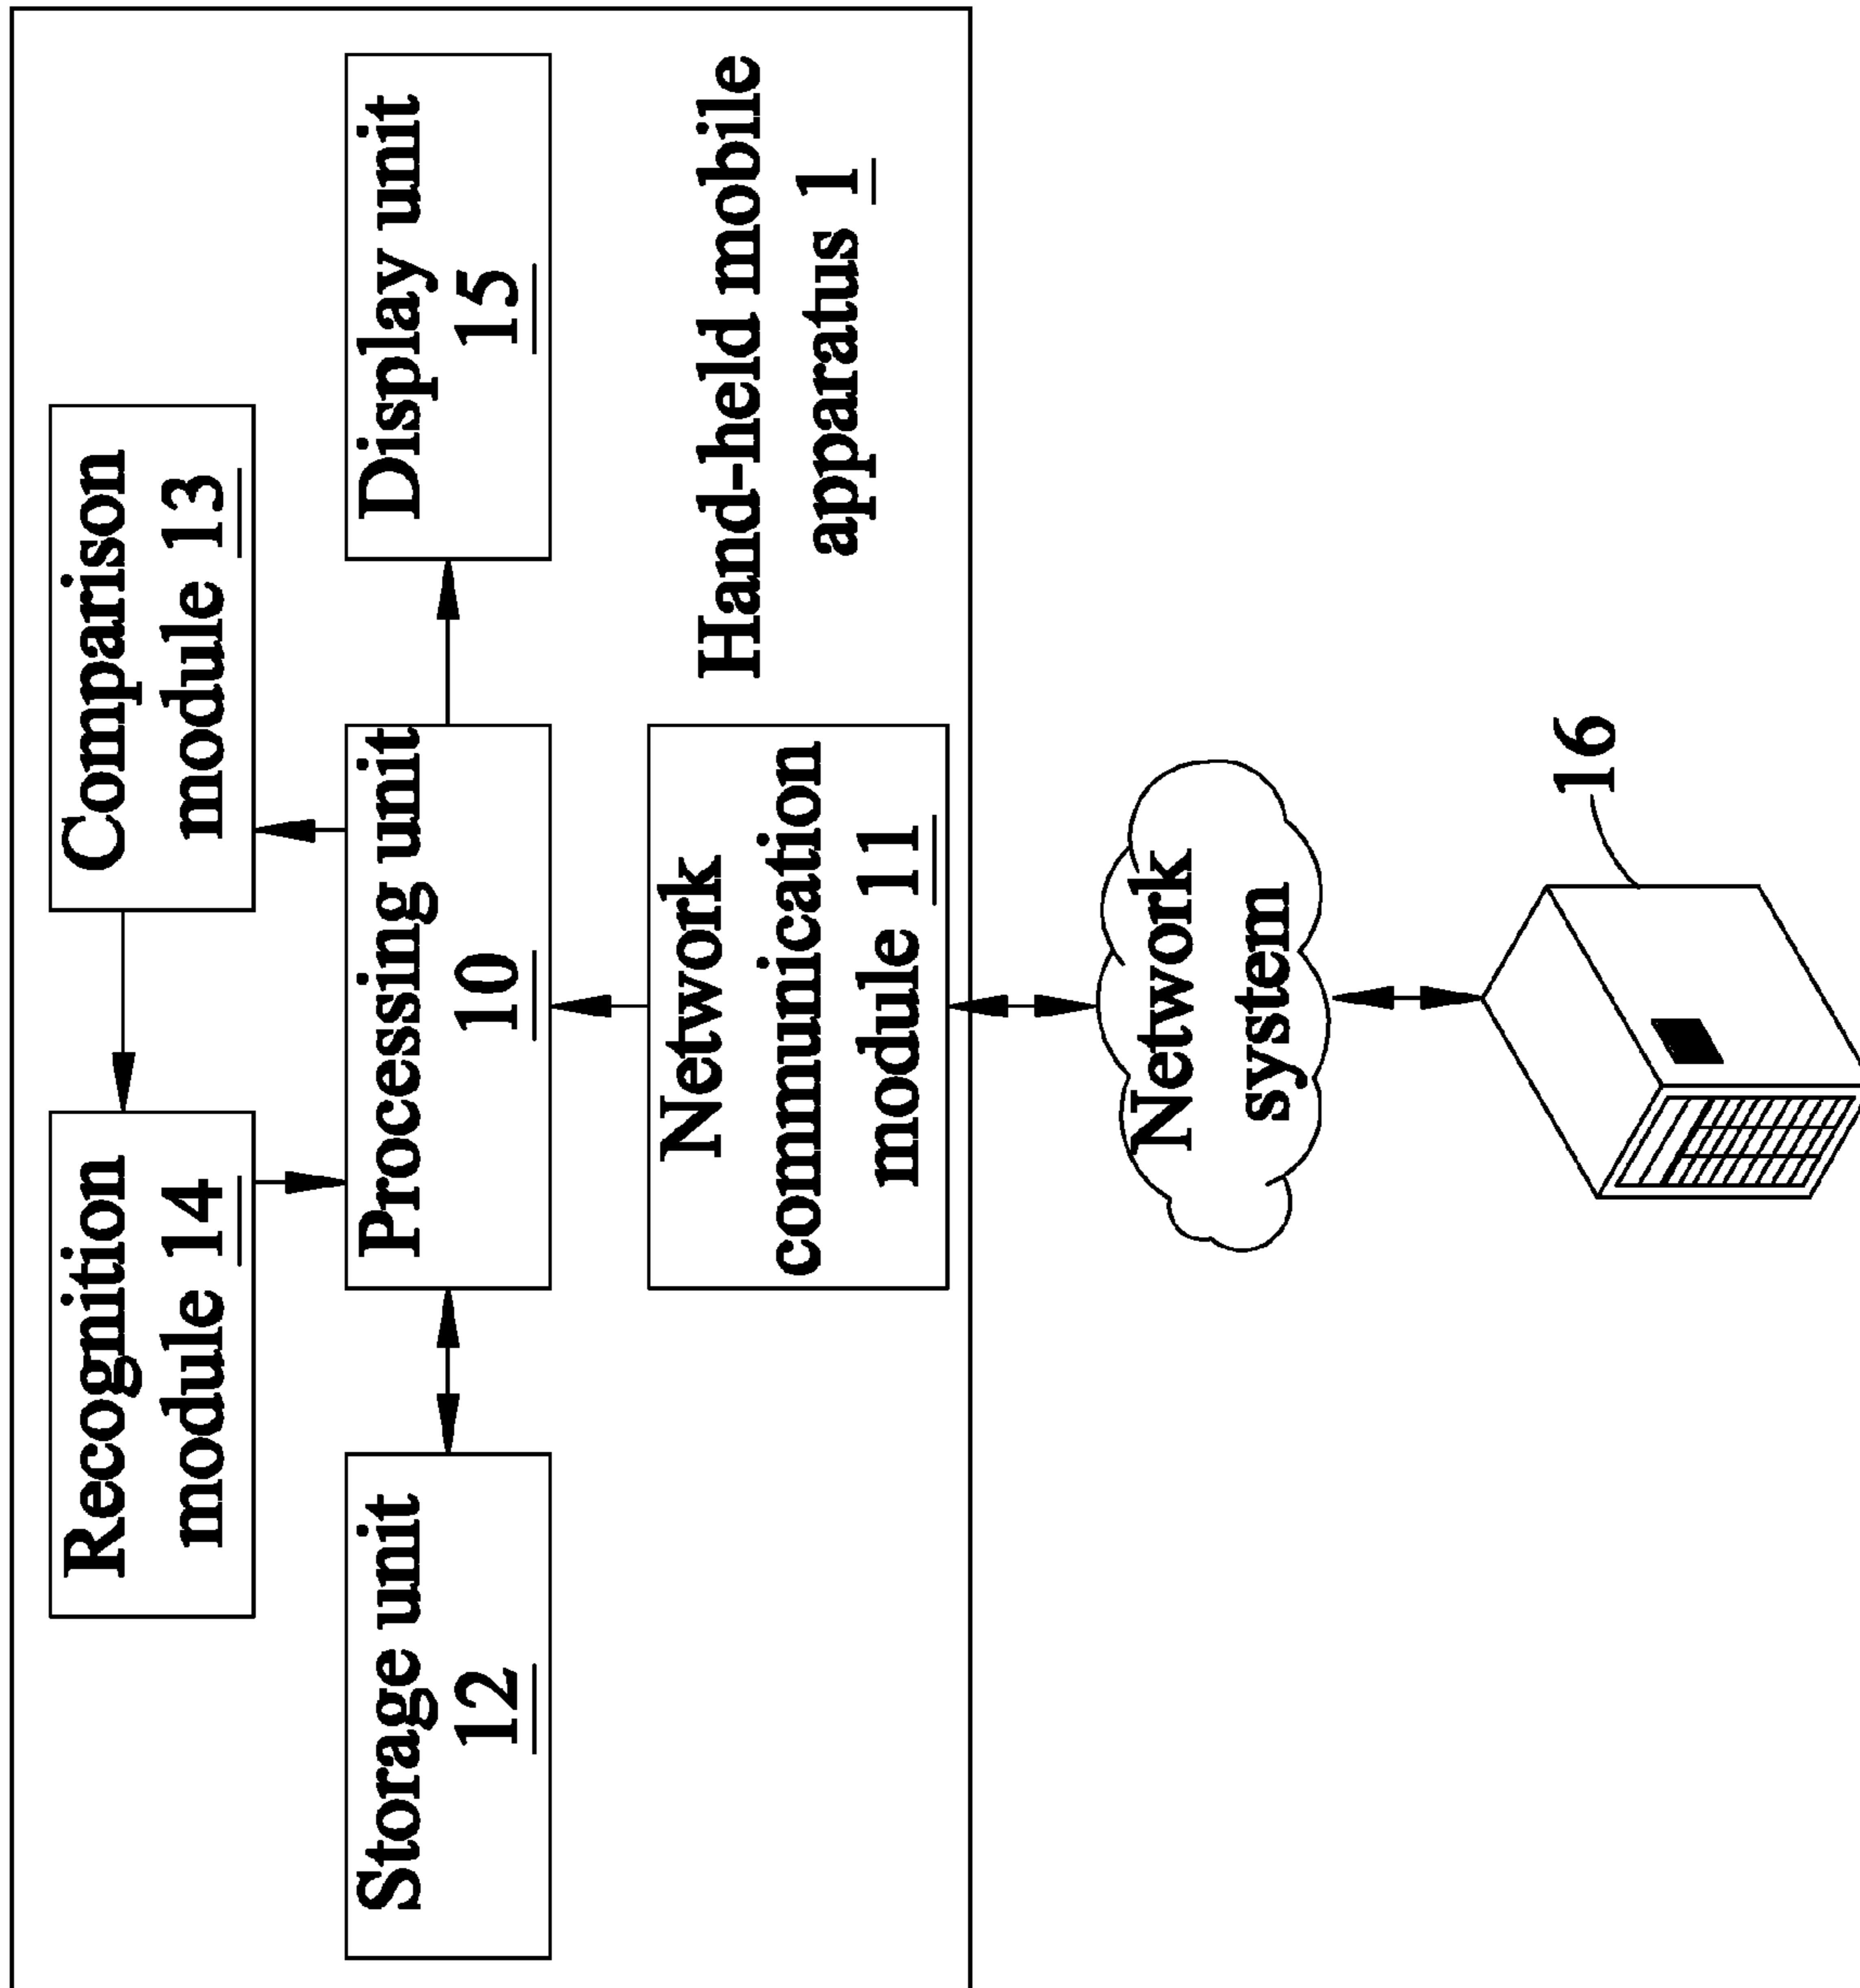 Recognition
module 14
Comparison
module 13
Storage unit
12
Processing unit
10
Display unit
15
Network
communication
module 11
Hand-held mobile
apparatus 1
Network
system
16